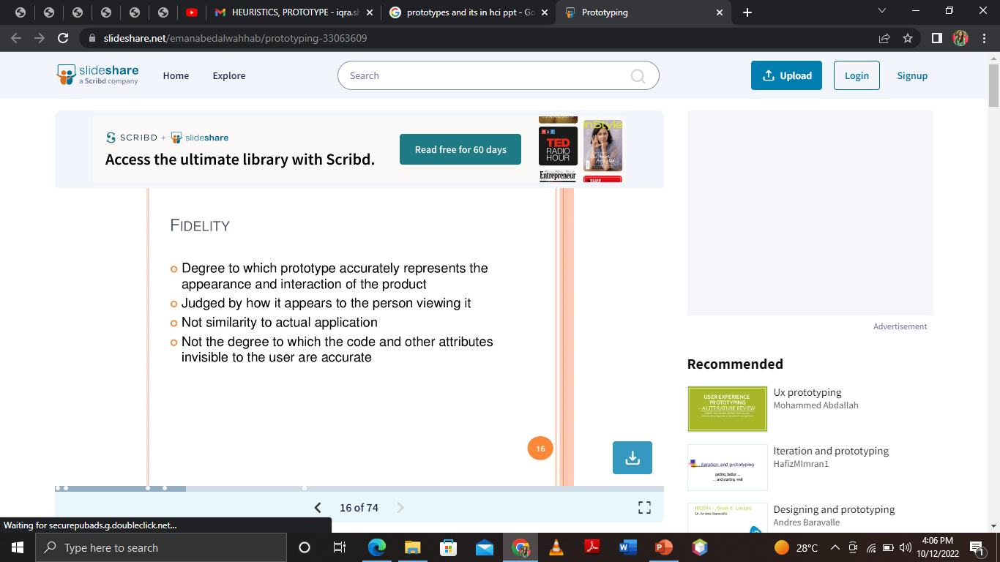 HEURISTICS, PROTOTYPE - iqra.sh
prototypes and its in hci ppt - Go
Prototyping
slideshare.net/emanabedalwahhab/prototyping-33063609
slideshare
a Scribd company
Home
Explore
Search
Upload
Login
Signup
SCRIBD + slideshare
Access the ultimate library with Scribd.
Read free for 60 days
TED
RADIO
HOUR
Entrepreneur
InStyle
FIDELITY
Degree to which prototype accurately represents the
appearance and interaction of the product
Judged by how it appears to the person viewing it
Not similarity to actual application
Not the degree to which the code and other attributes
invisible to the user are accurate
16
16 of 74
Advertisement
Recommended
USER EXPERIENCE
PROTOTYPING
– A LITERATURE REVIEW
Ux prototyping
Mohammed Abdallah
Iteration and prototyping
getting better ...
... and starting well
Iteration and prototyping
HafizMImran1
IM2044 – Week 6: Lecture
Dr. Andres Baravalle
Designing and prototyping
Andres Baravalle
Waiting for securepubads.g.doubleclick.net...
Type here to search
28°C
4:06 PM
10/12/2022
1